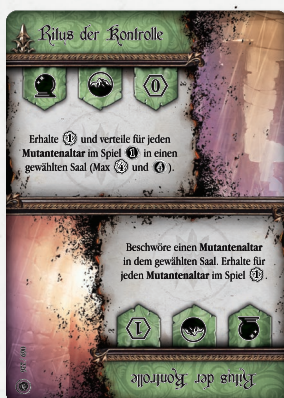 Ritus der Kontrolle
0
Erhalte 1 und verteile für jeden
Mutantenaltar im Spiel 1 in einen
gewählten Saal (Max 4 und 4).
Beschwöre einen Mutantenaltar
in dem gewählten Saal. Erhalte für
jeden Mutantenaltar im Spiel 1.
1
Ritus der Kontrolle